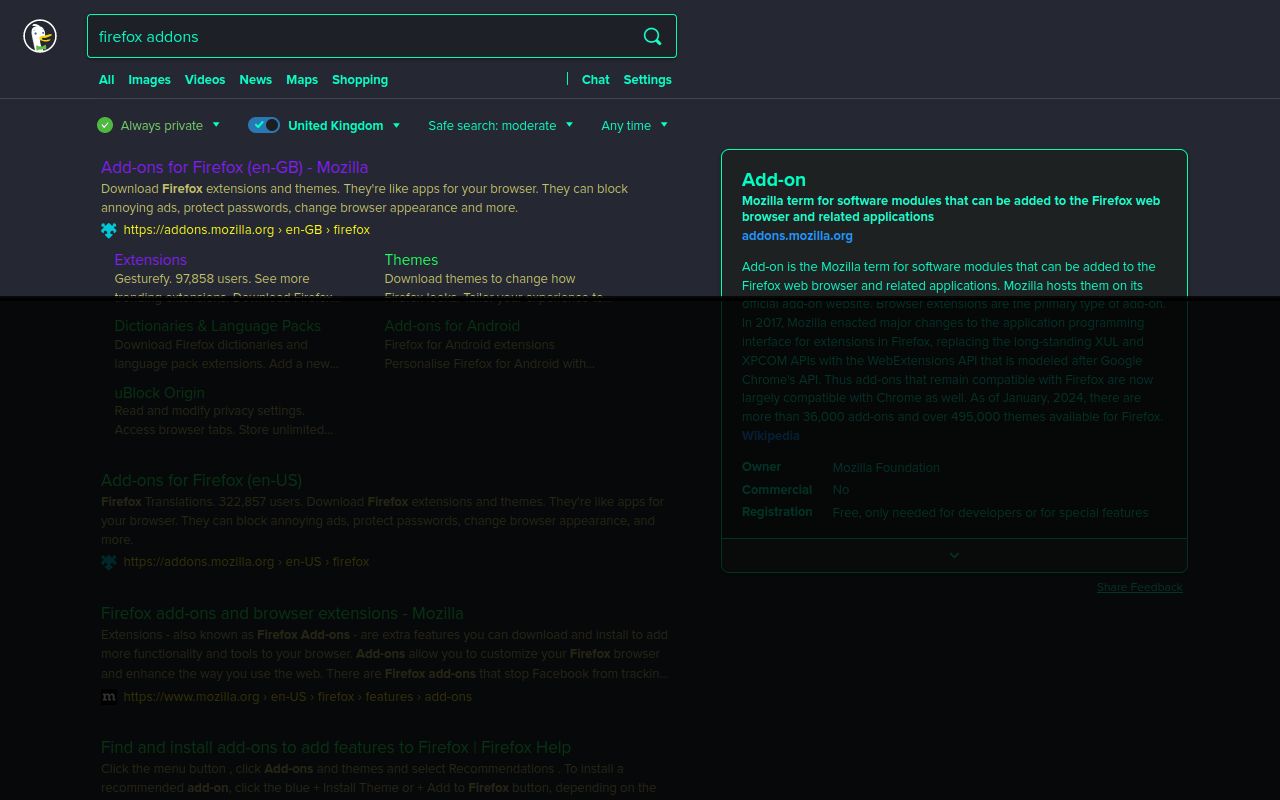 firefox addons
All Images Videos News Maps Shopping Chat Settings
Always private United Kingdom Safe search: moderate Any time
Add-ons for Firefox (en-GB) - Mozilla
Download Firefox extensions and themes. They're like apps for your browser. They can block
annoying ads, protect passwords, change browser appearance and more.
https://addons.mozilla.org › en-GB › firefox
Extensions
Gesturefy. 97,858 users. See more
trending extensions. Download Firefox...
Themes
Download themes to change how
Firefox looks. Tailor your experience to...
Dictionaries & Language Packs
Download Firefox dictionaries and
language pack extensions. Add a new...
Add-ons for Android
Firefox for Android extensions
Personalise Firefox for Android with...
uBlock Origin
Read and modify privacy settings.
Access browser tabs. Store unlimited...
Add-ons for Firefox (en-US)
Firefox Translations. 322,857 users. Download Firefox extensions and themes. They're like apps for
your browser. They can block annoying ads, protect passwords, change browser appearance, and
more.
https://addons.mozilla.org › en-US › firefox
Firefox add-ons and browser extensions - Mozilla
Extensions - also known as Firefox Add-ons - are extra features you can download and install to add
more functionality and tools to your browser. Add-ons allow you to customize your Firefox browser
and enhance the way you use the web. There are Firefox add-ons that stop Facebook from trackin...
m https://www.mozilla.org › en-US › firefox › features › add-ons
Find and install add-ons to add features to Firefox | Firefox Help
Click the menu button , click Add-ons and themes and select Recommendations . To install a
recommended add-on, click the blue + Install Theme or + Add to Firefox button, depending on the
Add-on
Mozilla term for software modules that can be added to the Firefox web
browser and related applications
addons.mozilla.org
Add-on is the Mozilla term for software modules that can be added to the
Firefox web browser and related applications. Mozilla hosts them on its
official add-on website. Browser extensions are the primary type of add-on.
In 2017, Mozilla enacted major changes to the application programming
interface for extensions in Firefox, replacing the long-standing XUL and
XPCOM APIs with the WebExtensions API that is modeled after Google
Chrome's API. Thus add-ons that remain compatible with Firefox are now
largely compatible with Chrome as well. As of January, 2024, there are
more than 36,000 add-ons and over 495,000 themes available for Firefox.
Wikipedia
Owner Mozilla Foundation
Commercial No
Registration Free, only needed for developers or for special features
Share Feedback